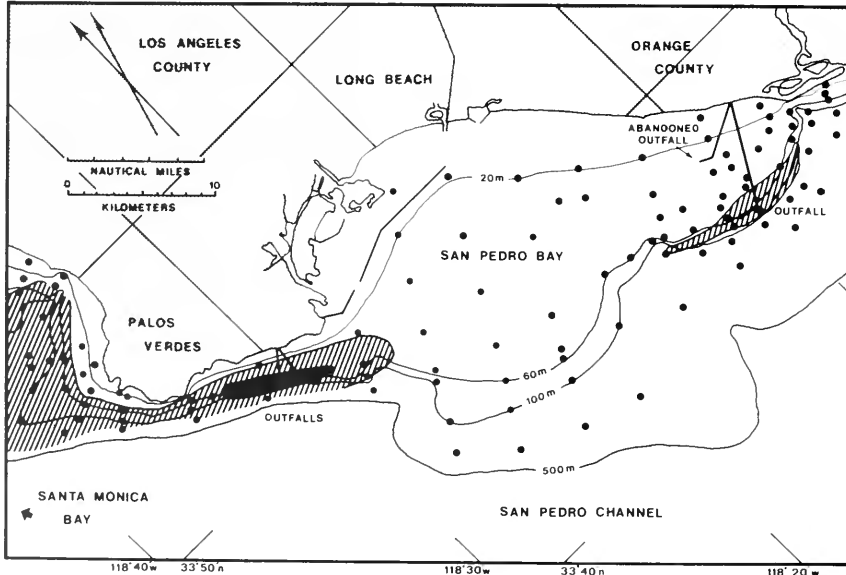 LOS ANGELES
COUNTY
LONG BEACH
ORANGE
COUNTY
ABANDONED
OUTFALL
NAUTICAL MILES
0 10
KILOMETERS
20m
OUTFALL
SAN PEDRO BAY
PALOS
VERDES
60m
100m
OUTFALLS
500m
SANTA MONICA
BAY
SAN PEDRO CHANNEL
118°40'w 33°50'n 118°30'w 33°40'n 118°20'w